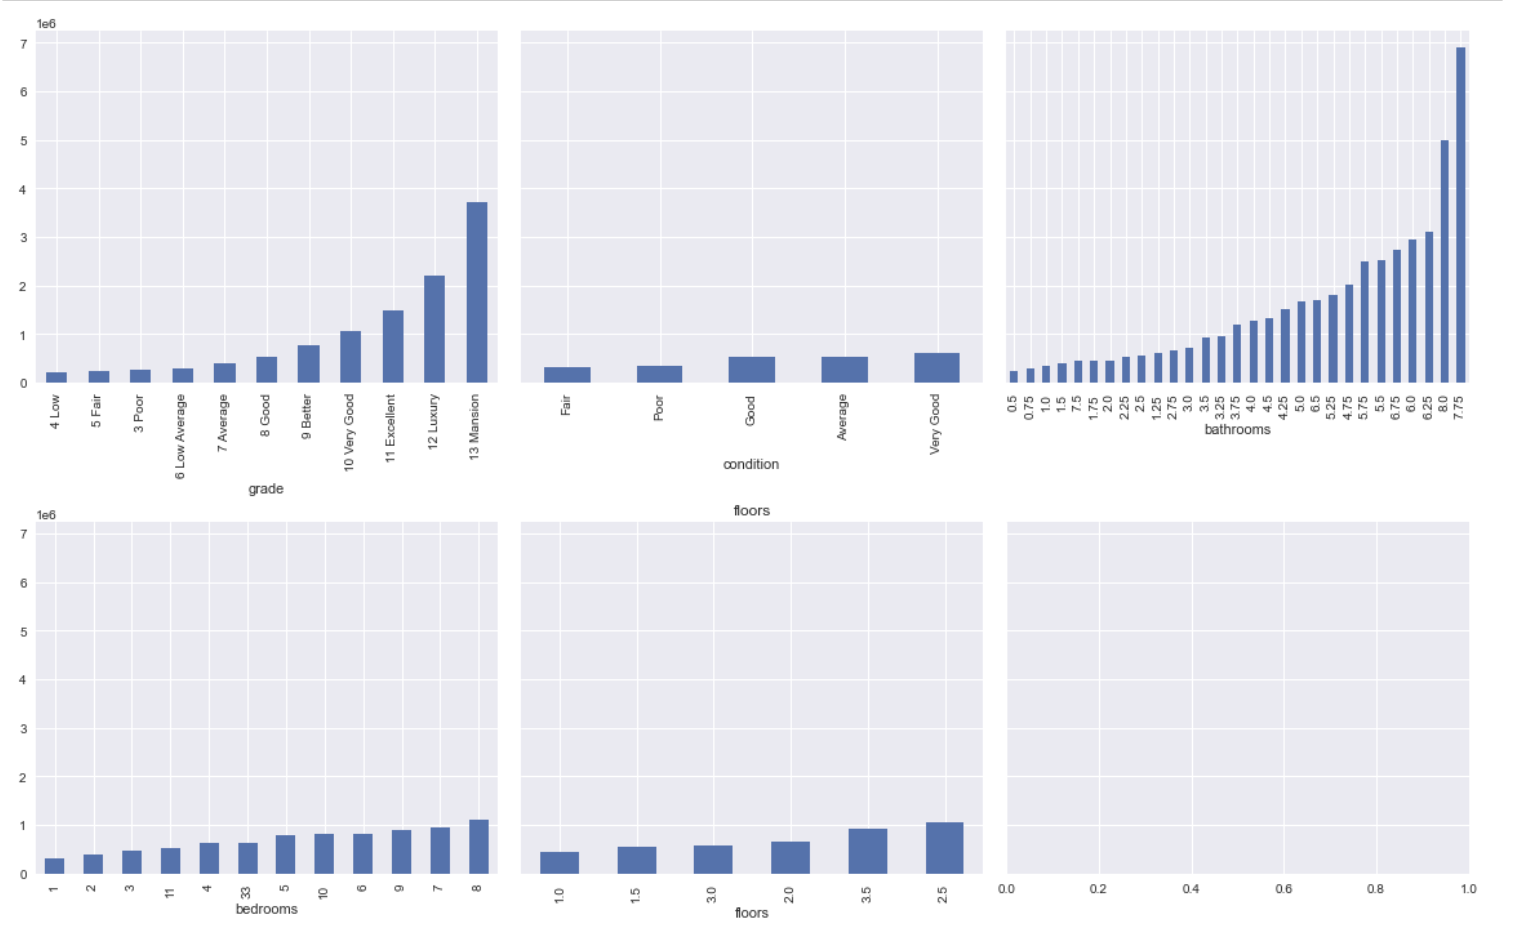 1e6
7
6
5
4
3
2
1
0
4 Low
5 Fair
3 Poor
6 Low Average
7 Average
8 Good
9 Better
10 Very Good
11 Excellent
12 Luxury
13 Mansion
grade
Fair
Poor
Good
Average
Very Good
condition
0.5
0.75
1.0
1.5
7.5
1.75
2.0
2.25
2.5
1.25
2.75
3.0
3.5
3.25
3.75
4.0
4.5
4.25
5.0
6.5
5.25
4.75
5.75
5.5
6.75
6.0
6.25
8.0
7.75
bathrooms
1e6
7
6
5
4
3
2
1
0
1
2
3
11
4
33
5
10
6
9
7
8
bedrooms
floors
1.0
1.5
3.0
2.0
3.5
2.5
floors
0.0
0.2
0.4
0.6
0.8
1.0